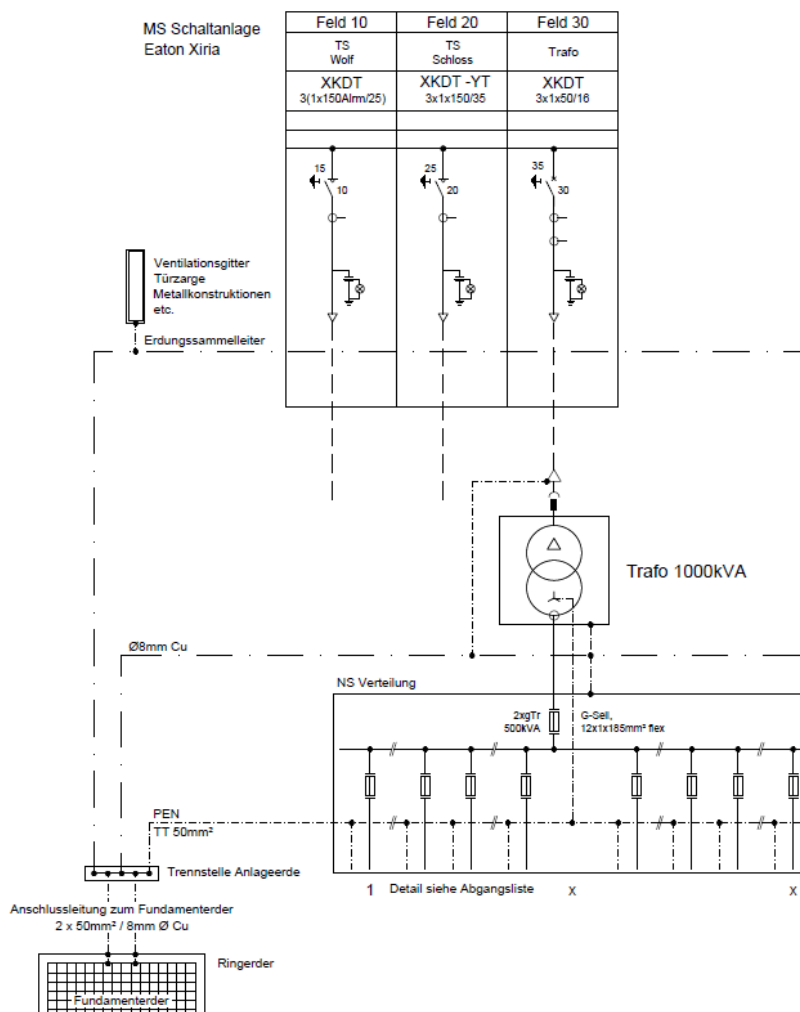 MS Schaltanlage
Eaton Xiria
Feld 10
Feld 20
Feld 30
TS
Wolf
TS
Schloss
Trafo
XKDT
3(1x150Alrm/25)
XKDT -YT
3x1x150/35
XKDT
3x1x50/16
15
10
25
20
35
30
Ventilationsgitter
Türzarge
Metallkonstruktionen
etc.
Erdungssammelleiter
Trafo 1000kVA
Ø8mm Cu
NS Verteilung
2xgTr
500kVA
G-Sell,
12x1x185mm² flex
PEN
TT 50mm²
Trennstelle Anlageerde
1
Detail siehe Abgangsliste
x
x
Anschlussleitung zum Fundamenterder
2 x 50mm² / 8mm Ø Cu
Ringerder
Fundamenterder